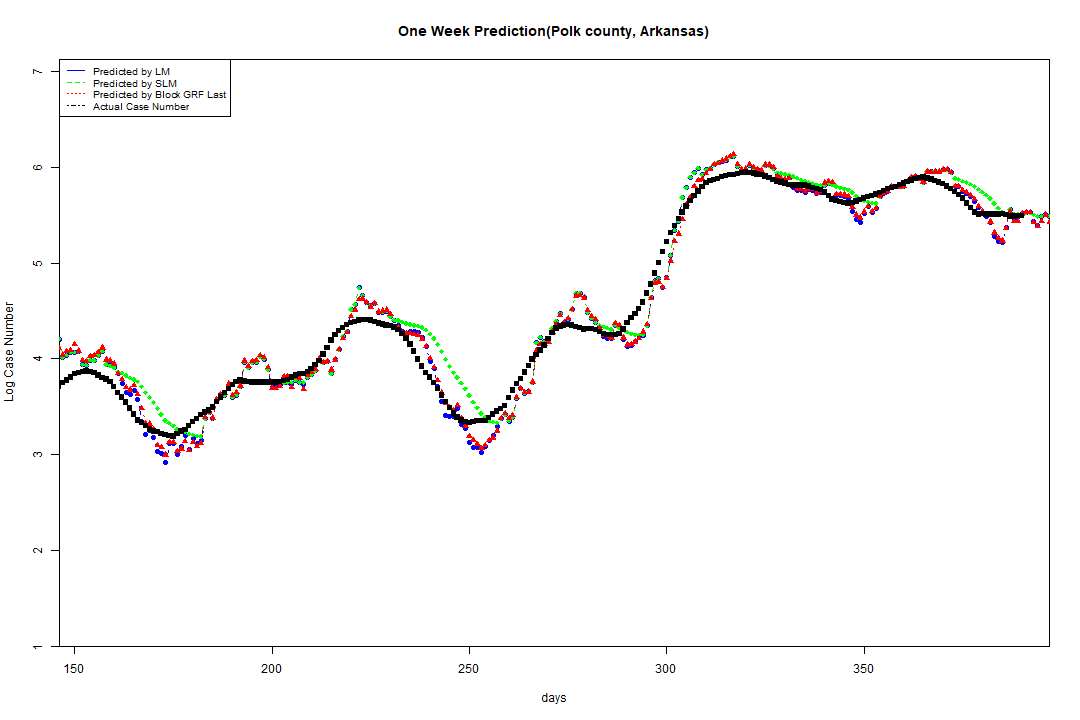 One Week Prediction(Polk county, Arkansas)
Predicted by LM
Predicted by SLM
Predicted by Block GRF Last
Actual Case Number
7
6
5
4
3
2
1
Log Case Number
150 200 250 300 350
days